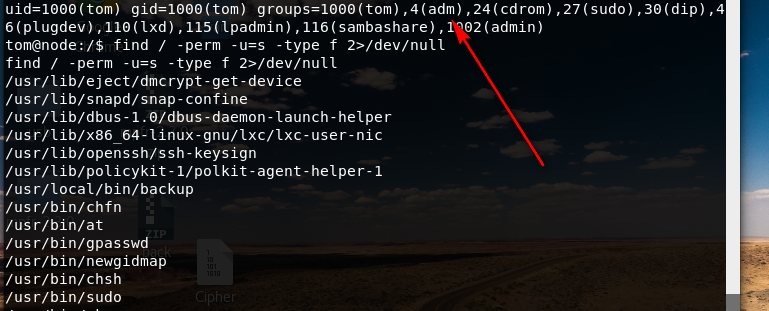 uid=1000(tom) gid=1000(tom) groups=1000(tom),4(adm),24(cdrom),27(sudo),30(dip),4
6(plugdev),110(lxd),115(lpadmin),116(sambashare),1002(admin)
tom@node:/$ find / -perm -u=s -type f 2>/dev/null
find / -perm -u=s -type f 2>/dev/null
/usr/lib/eject/dmcrypt-get-device
/usr/lib/snapd/snap-confine
/usr/lib/dbus-1.0/dbus-daemon-launch-helper
/usr/lib/x86_64-linux-gnu/lxc/lxc-user-nic
/usr/lib/openssh/ssh-keysign
/usr/lib/policykit-1/polkit-agent-helper-1
/usr/local/bin/backup
/usr/bin/chfn
/usr/bin/at
/usr/bin/gpasswd
/usr/bin/newgidmap
/usr/bin/chsh
/usr/bin/sudo
ZIP
Cipher